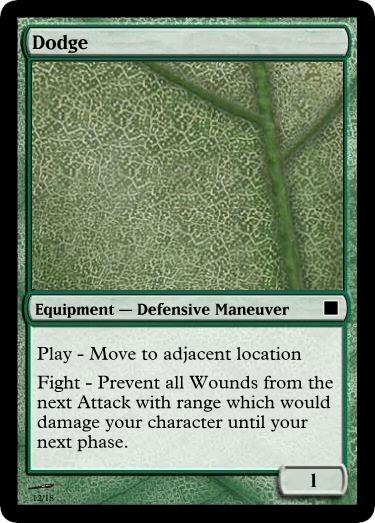 Dodge
Equipment — Defensive Maneuver
Play - Move to adjacent location
Fight - Prevent all Wounds from the
next Attack with range which would
damage your character until your
next phase.
1
12/18